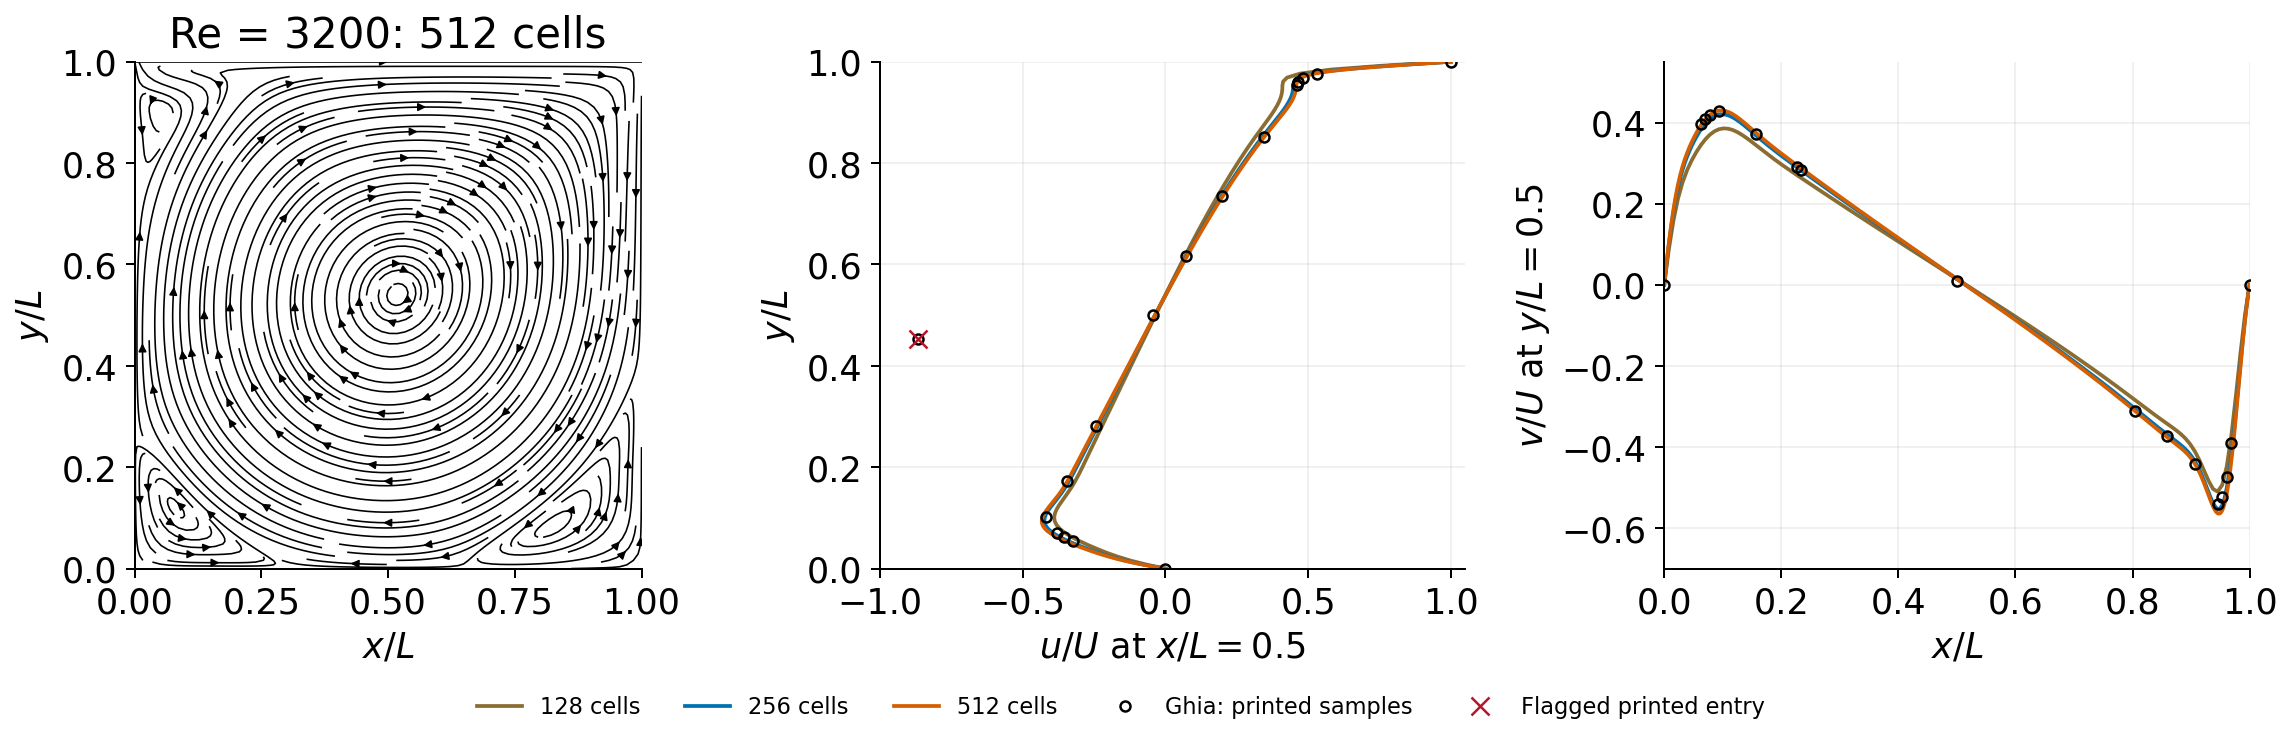 Re = 3200: 512 cells
1.0
0.8
0.6
0.4
0.2
0.0
y/L
0.00 0.25 0.50 0.75 1.00
x/L
1.0
0.8
0.6
0.4
0.2
0.0
y/L
−1.0 −0.5 0.0 0.5 1.0
u/U at x/L = 0.5
0.4
0.2
0.0
−0.2
−0.4
−0.6
v/U at y/L = 0.5
0.0 0.2 0.4 0.6 0.8 1.0
x/L
128 cells 256 cells 512 cells Ghia: printed samples Flagged printed entry